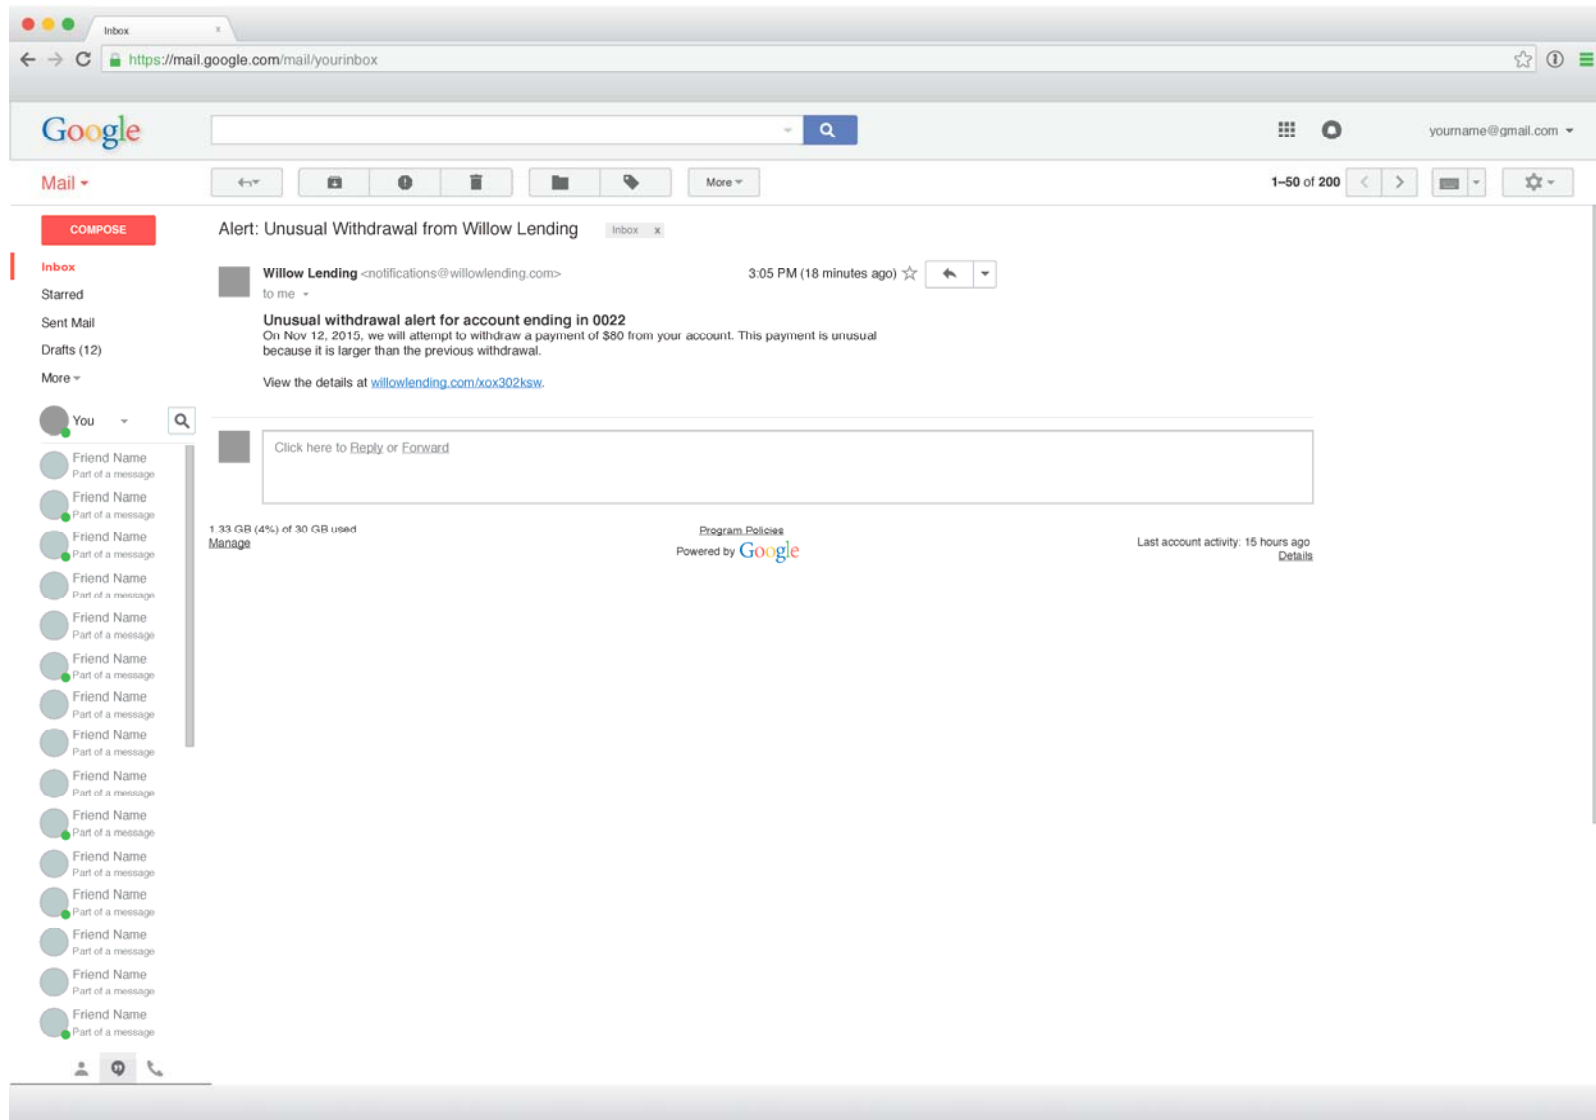 Inbox x
https://mail.google.com/mail/yourinbox
Google
yourname@gmail.com
Mail
More
1–50 of 200
COMPOSE
Alert: Unusual Withdrawal from Willow Lending Inbox x
Inbox
Starred
Sent Mail
Drafts (12)
More
Willow Lending <notifications@willowlending.com> 3:05 PM (18 minutes ago)
to me
Unusual withdrawal alert for account ending in 0022
On Nov 12, 2015, we will attempt to withdraw a payment of $80 from your account. This payment is unusual
because it is larger than the previous withdrawal.
View the details at willowlending.com/xox302ksw.
You
Click here to Reply or Forward
1.33 GB (4%) of 30 GB used
Manage
Program Policies
Powered by Google
Last account activity: 15 hours ago
Details
Friend Name
Part of a message
Friend Name
Part of a message
Friend Name
Part of a message
Friend Name
Part of a message
Friend Name
Part of a message
Friend Name
Part of a message
Friend Name
Part of a message
Friend Name
Part of a message
Friend Name
Part of a message
Friend Name
Part of a message
Friend Name
Part of a message
Friend Name
Part of a message
Friend Name
Part of a message
Friend Name
Part of a message
Friend Name
Part of a message